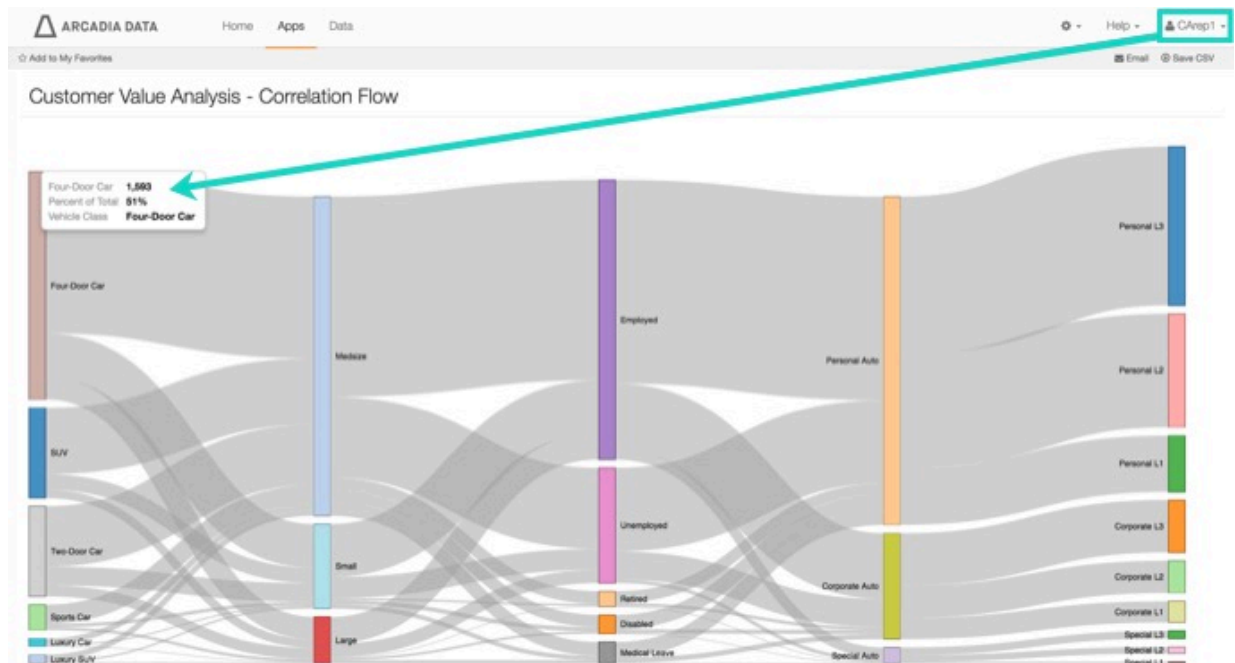 ARCADIA DATA Home Apps Data Help CArep1
Add to My Favorites Email Save CSV
Customer Value Analysis - Correlation Flow
Four-Door Car 1,593
Percent of Total 51%
Vehicle Class Four-Door Car
Four-Door Car
SUV
Two-Door Car
Sports Car
Luxury Car
Luxury SUV
Medsize
Small
Large
Employed
Unemployed
Retired
Disabled
Medical Leave
Personal Auto
Corporate Auto
Special Auto
Personal L3
Personal L2
Personal L1
Corporate L3
Corporate L2
Corporate L1
Special L3
Special L2
Special L1